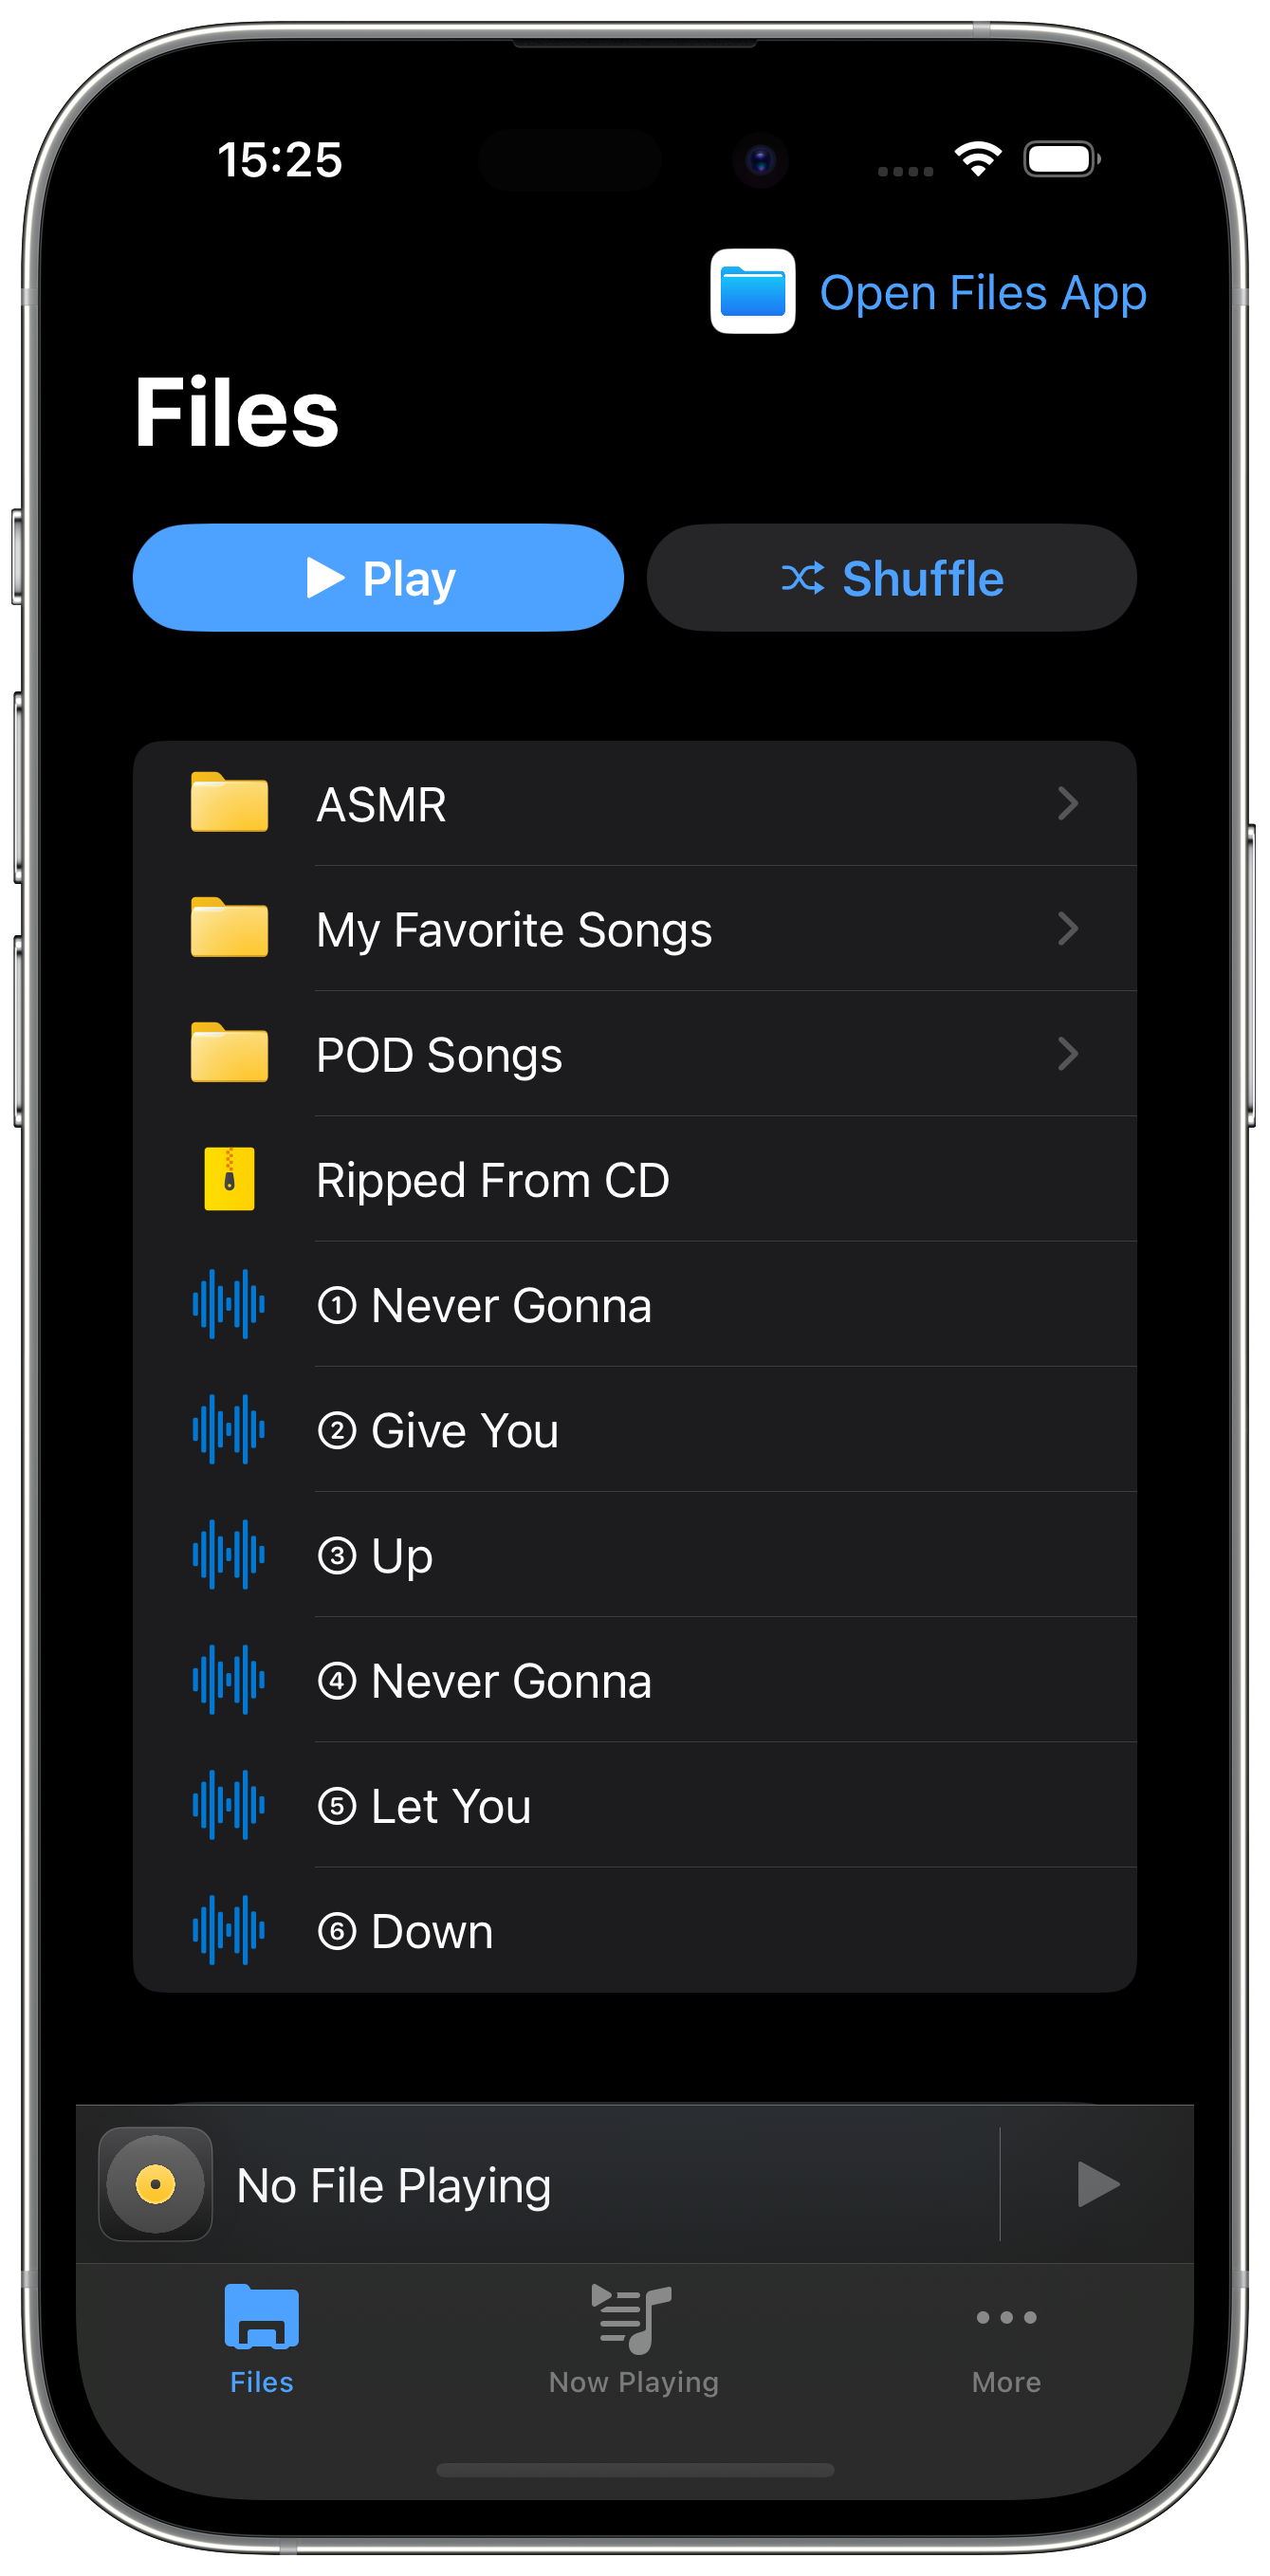 15:25
Open Files App
Files
Play
Shuffle
ASMR
My Favorite Songs
POD Songs
Ripped From CD
① Never Gonna
② Give You
③ Up
④ Never Gonna
⑤ Let You
⑥ Down
No File Playing
Files
Now Playing
More